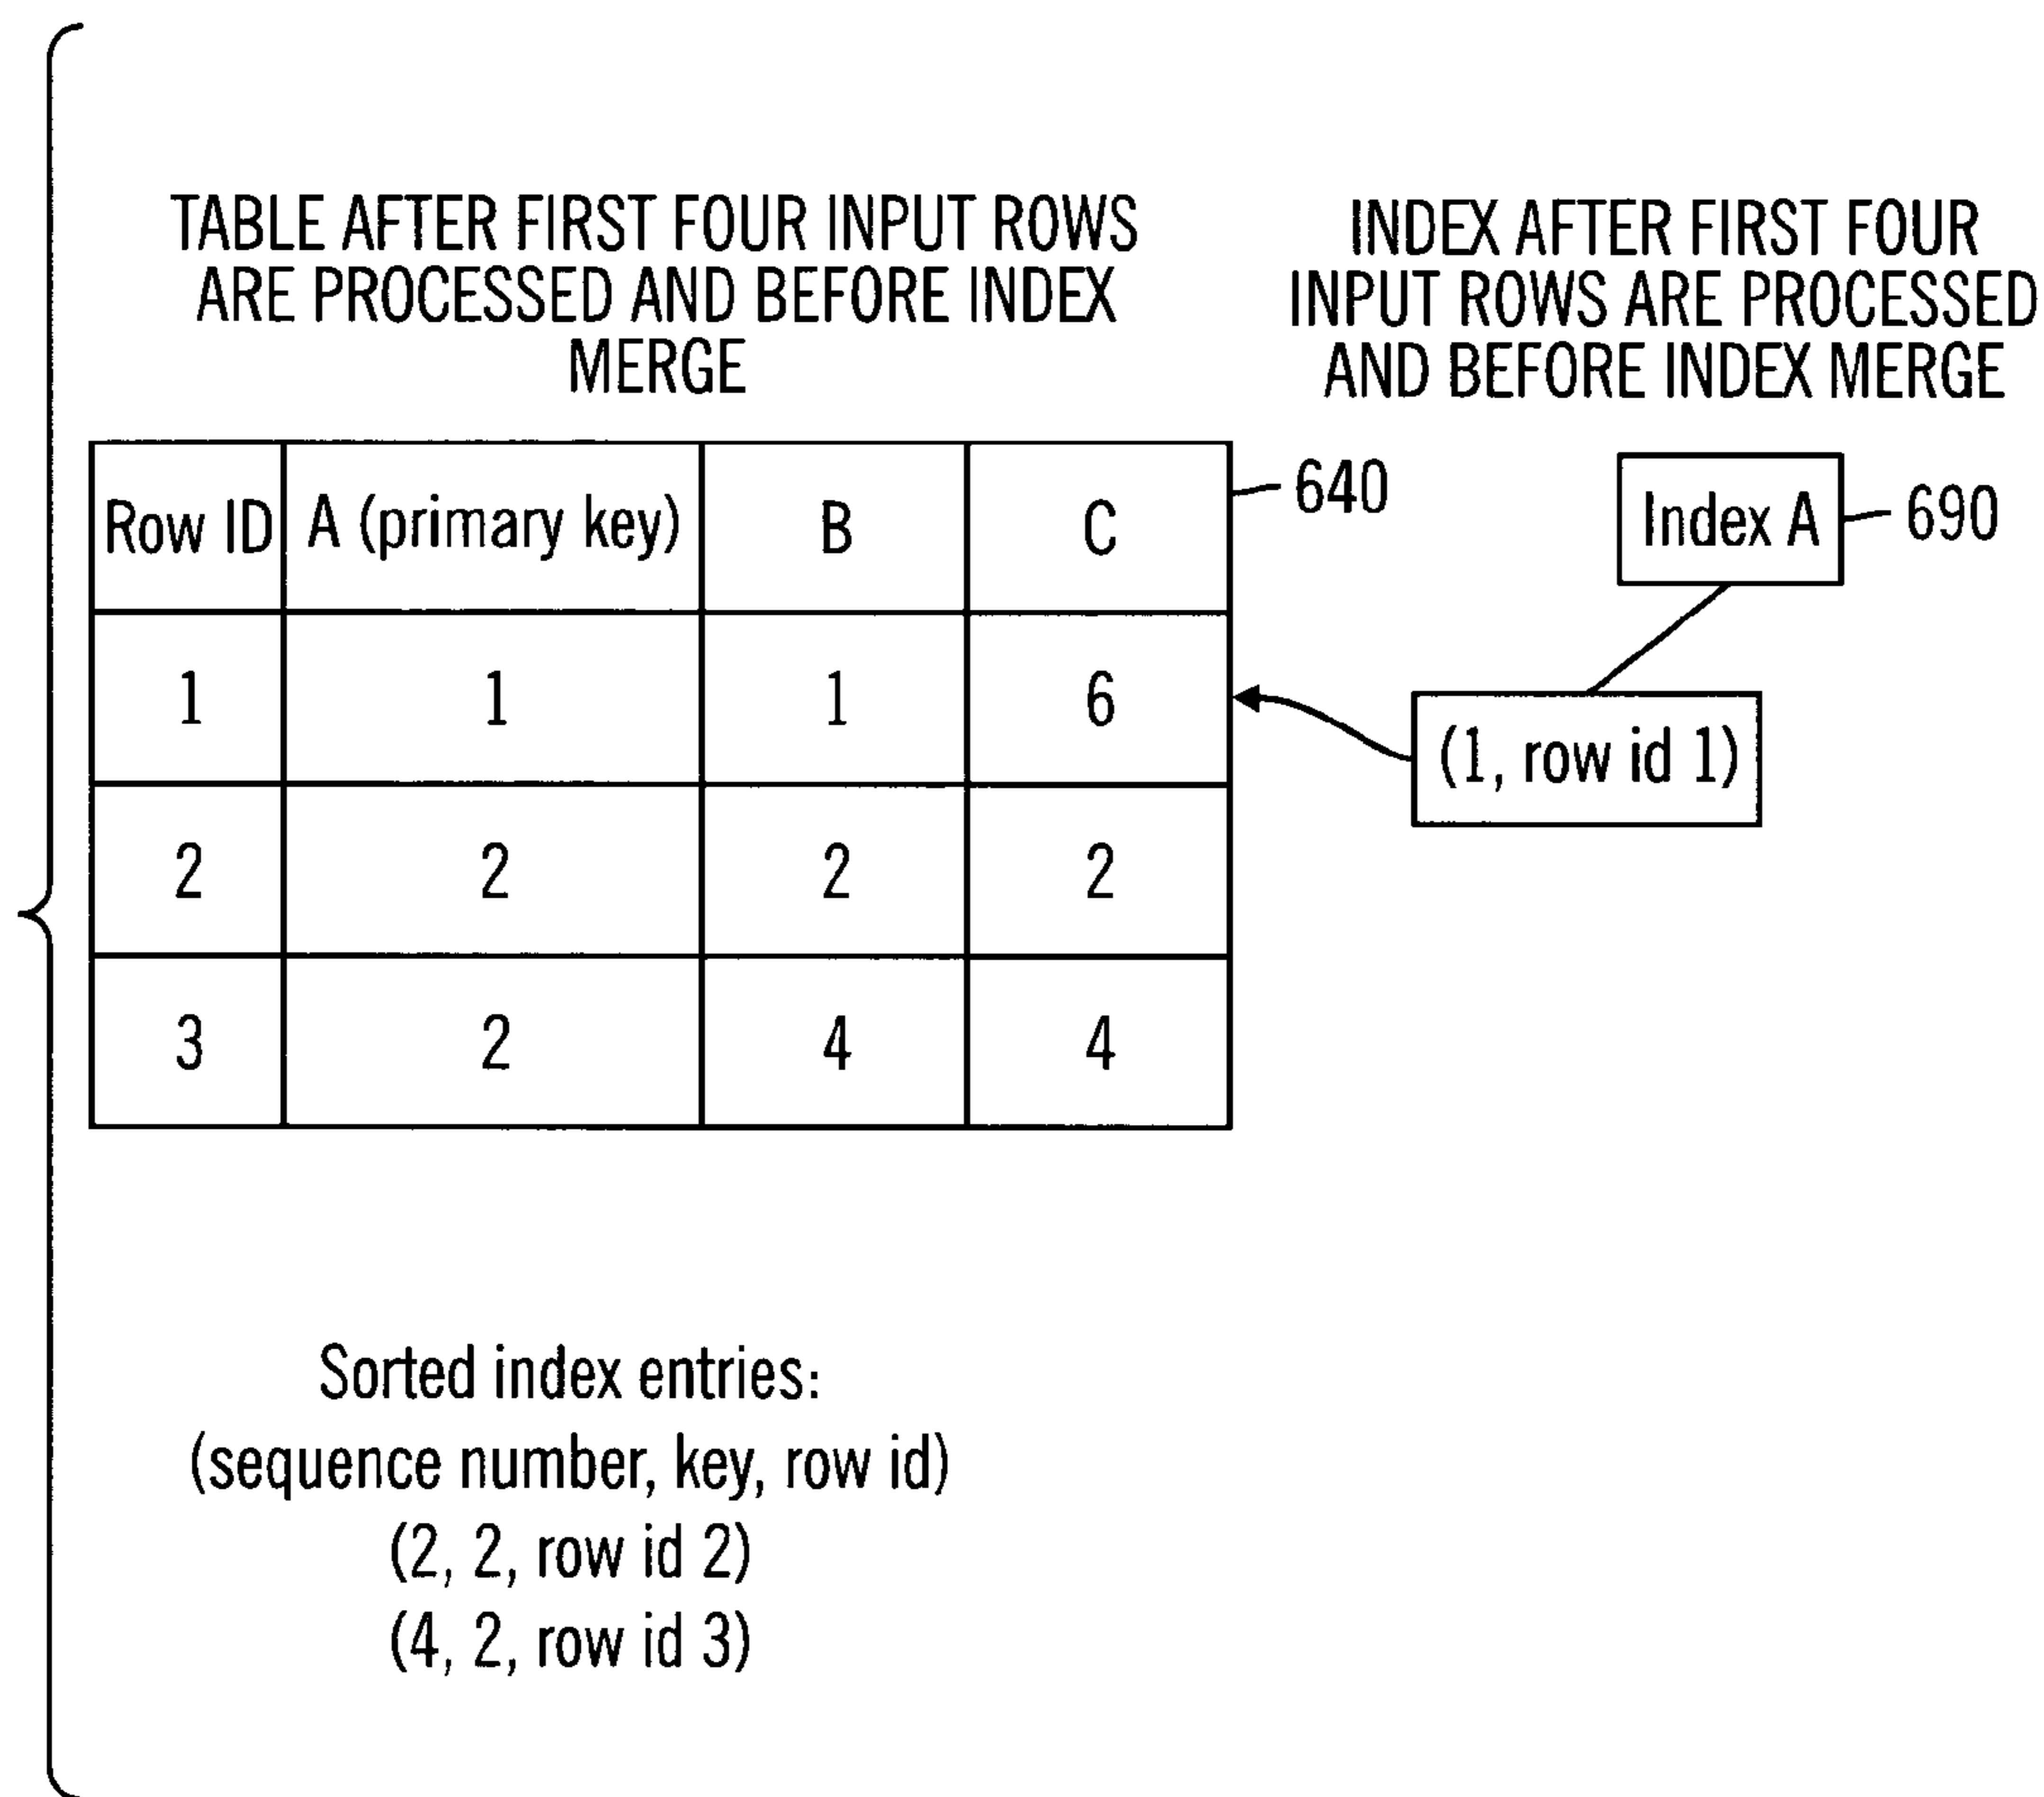 TABLE AFTER FIRST FOUR INPUT ROWS
ARE PROCESSED AND BEFORE INDEX
MERGE
INDEX AFTER FIRST FOUR
INPUT ROWS ARE PROCESSED
AND BEFORE INDEX MERGE
Row ID A (primary key) B C
640
1 1 1 6
2 2 2 2
3 2 4 4
Index A
690
(1, row id 1)
Sorted index entries:
(sequence number, key, row id)
(2, 2, row id 2)
(4, 2, row id 3)